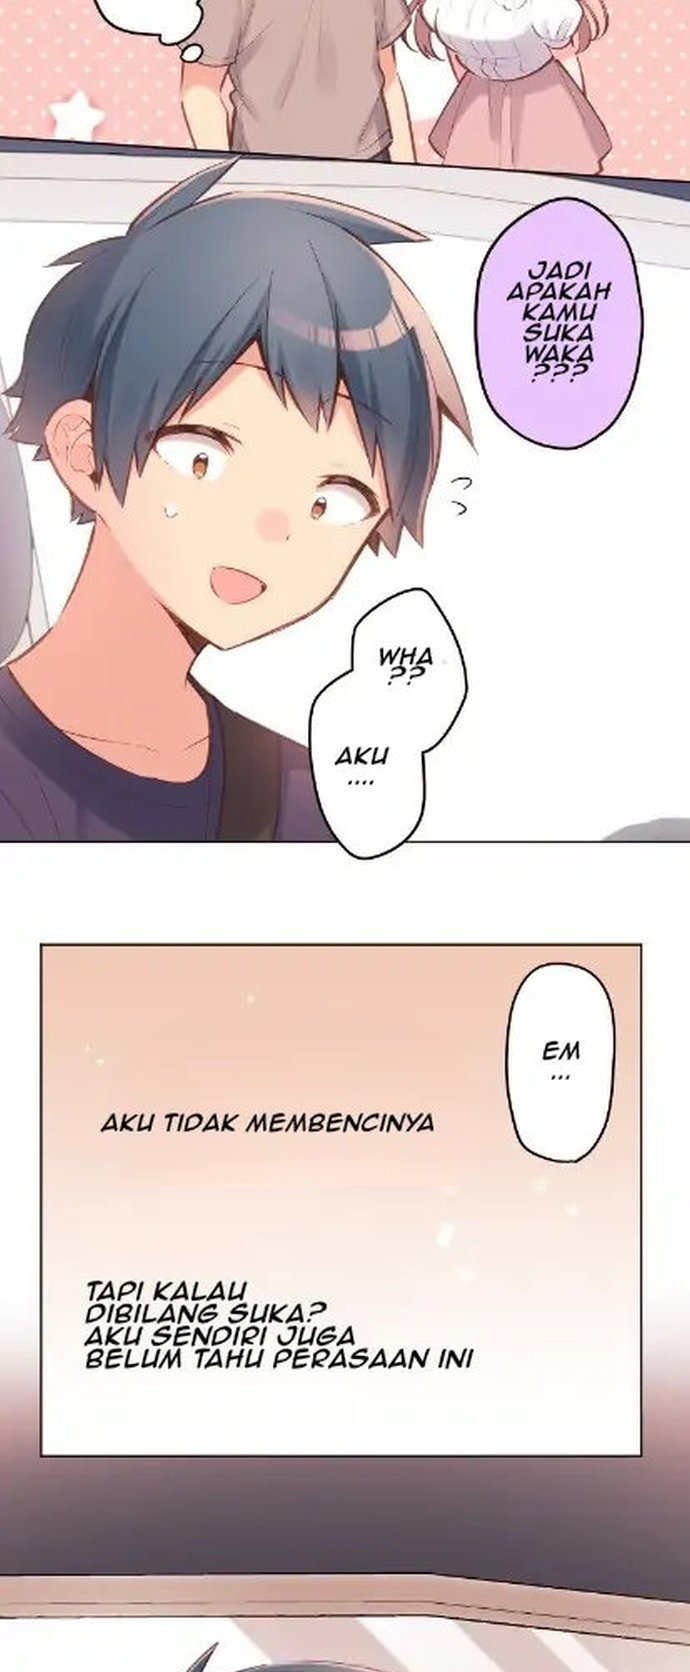 JADI
APAKAH
KAMU
SUKA
WAKA
???
WHA
??
AKU
....
EM
...
AKU TIDAK MEMBENCINYA
TAPI KALAU
DIBILANG SUKA?
AKU SENDIRI JUGA
BELUM TAHU PERASAAN INI